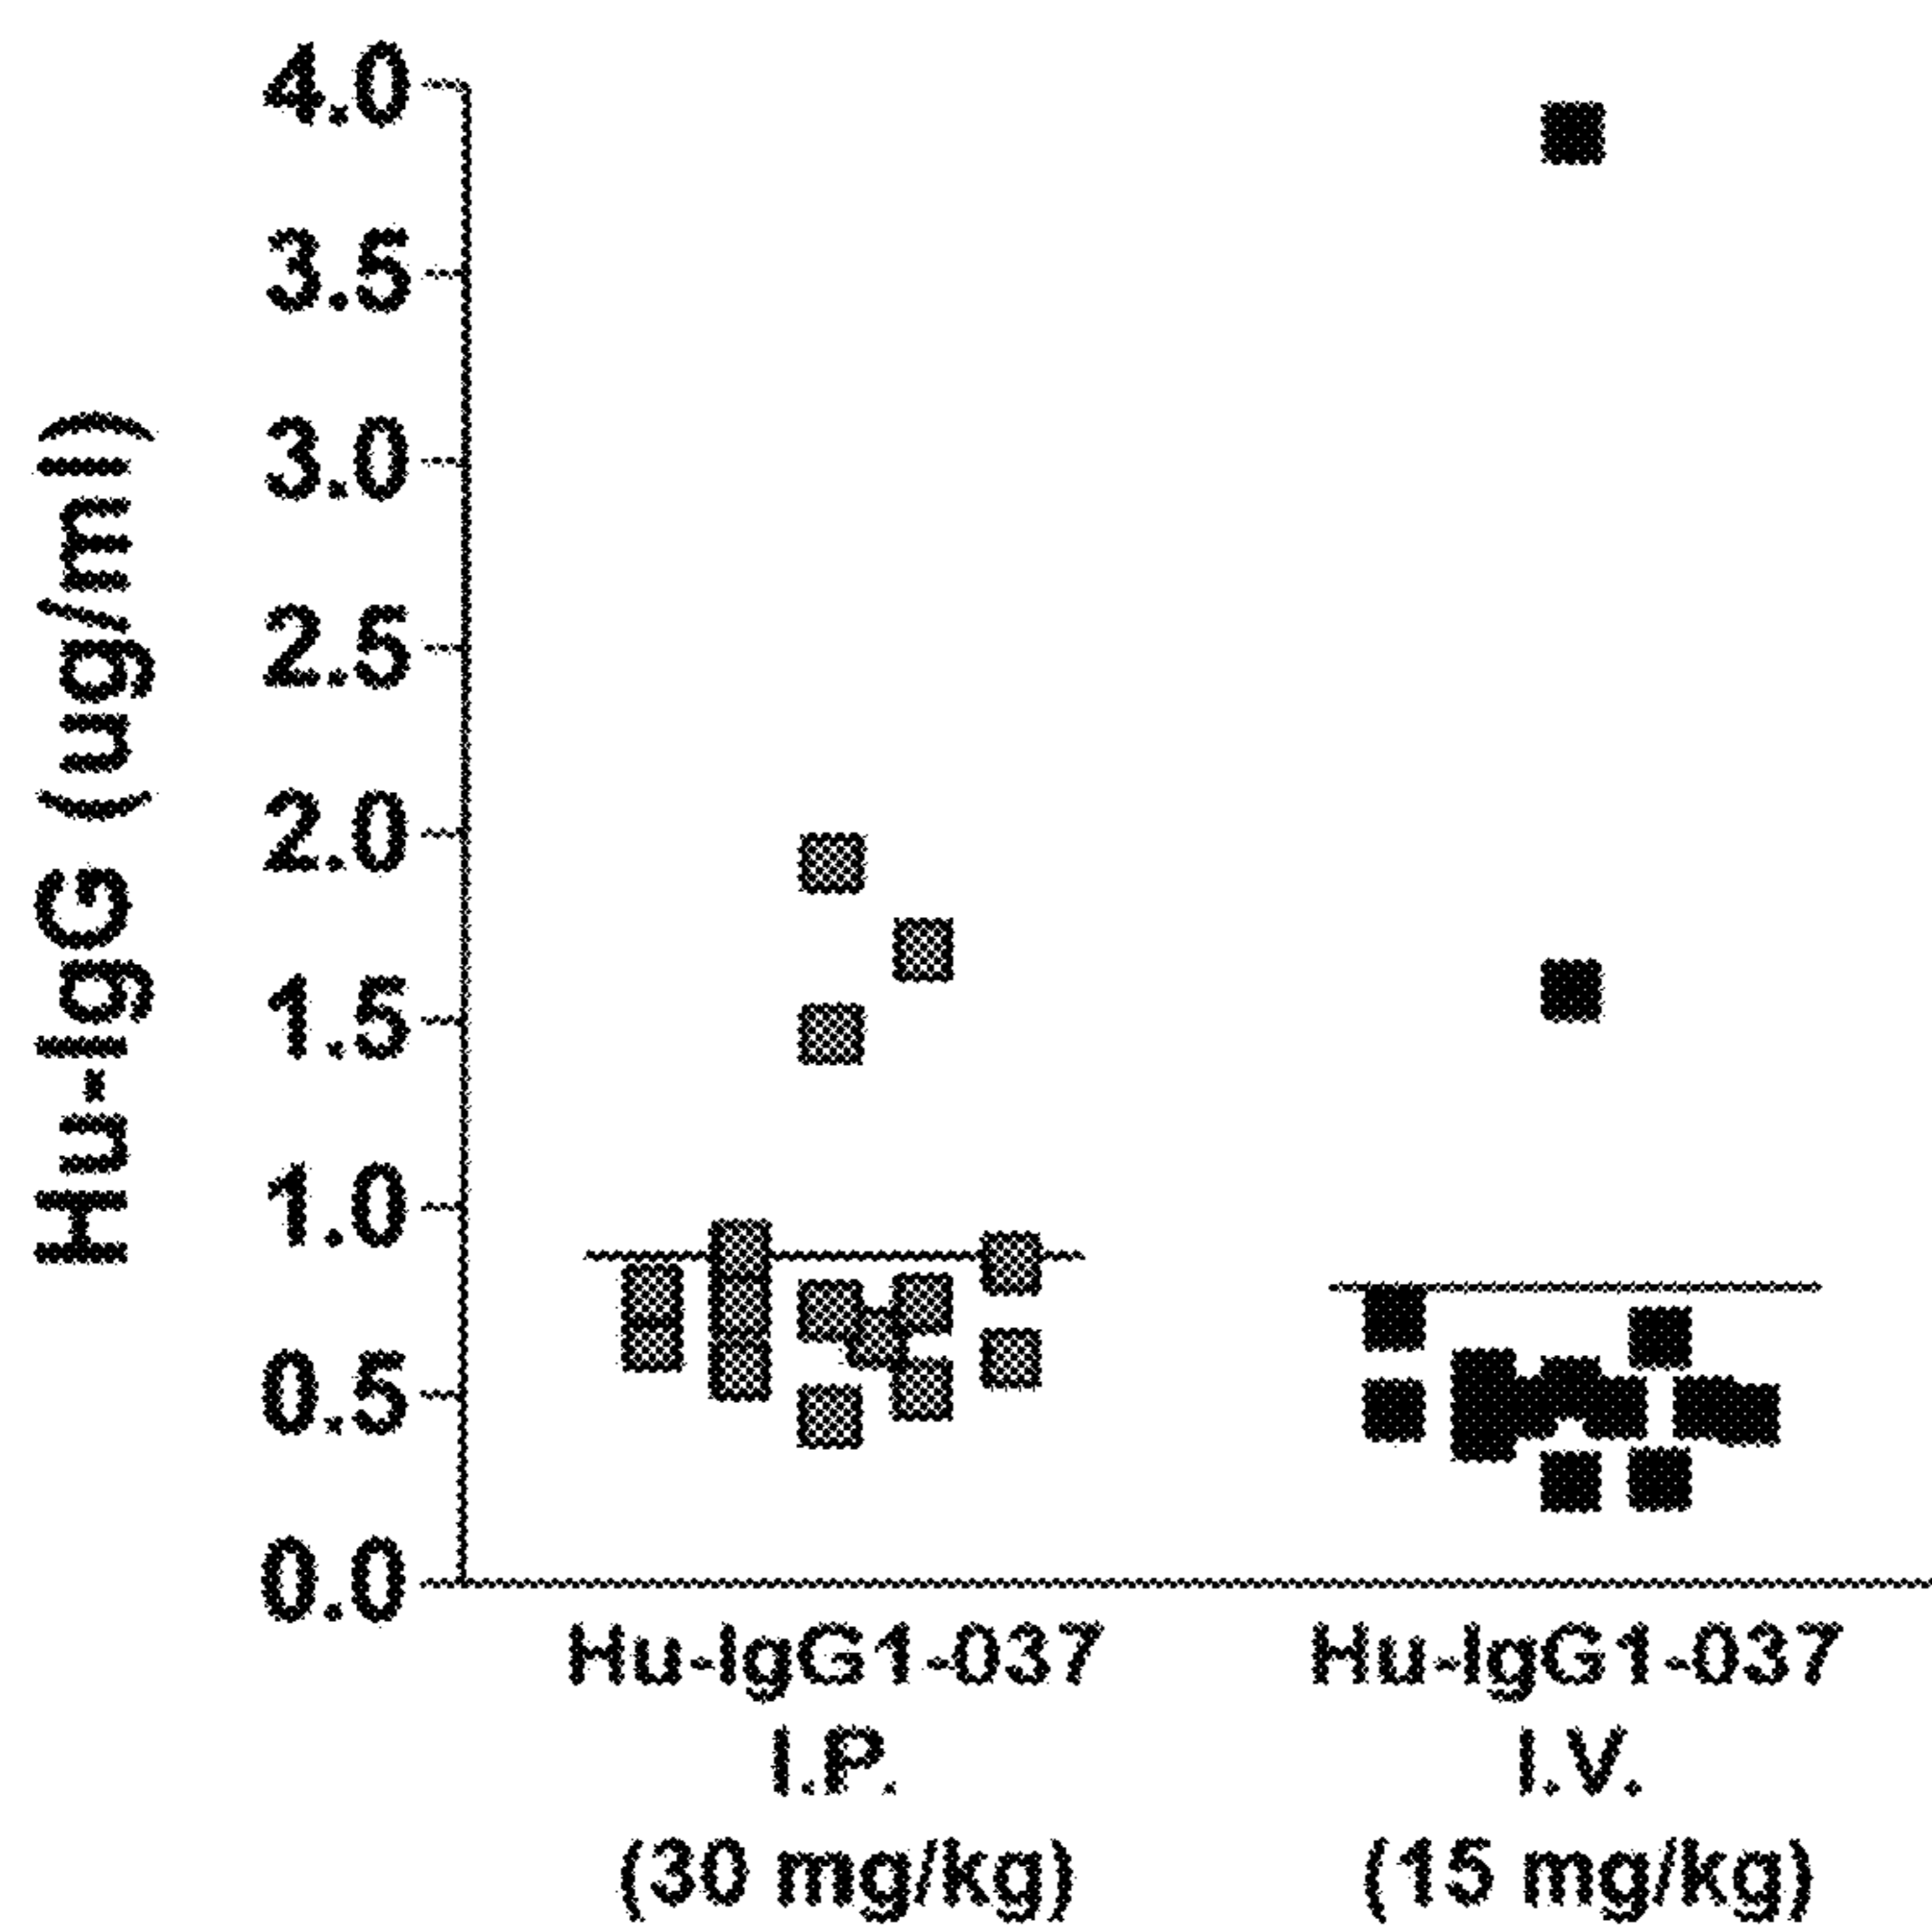 Hu-IgG (ug/ml)
4.0
3.5
3.0
2.5
2.0
1.5
1.0
0.5
0.0
Hu-IgG1-037
I.P.
(30 mg/kg)
Hu-IgG1-037
I.V.
(15 mg/kg)